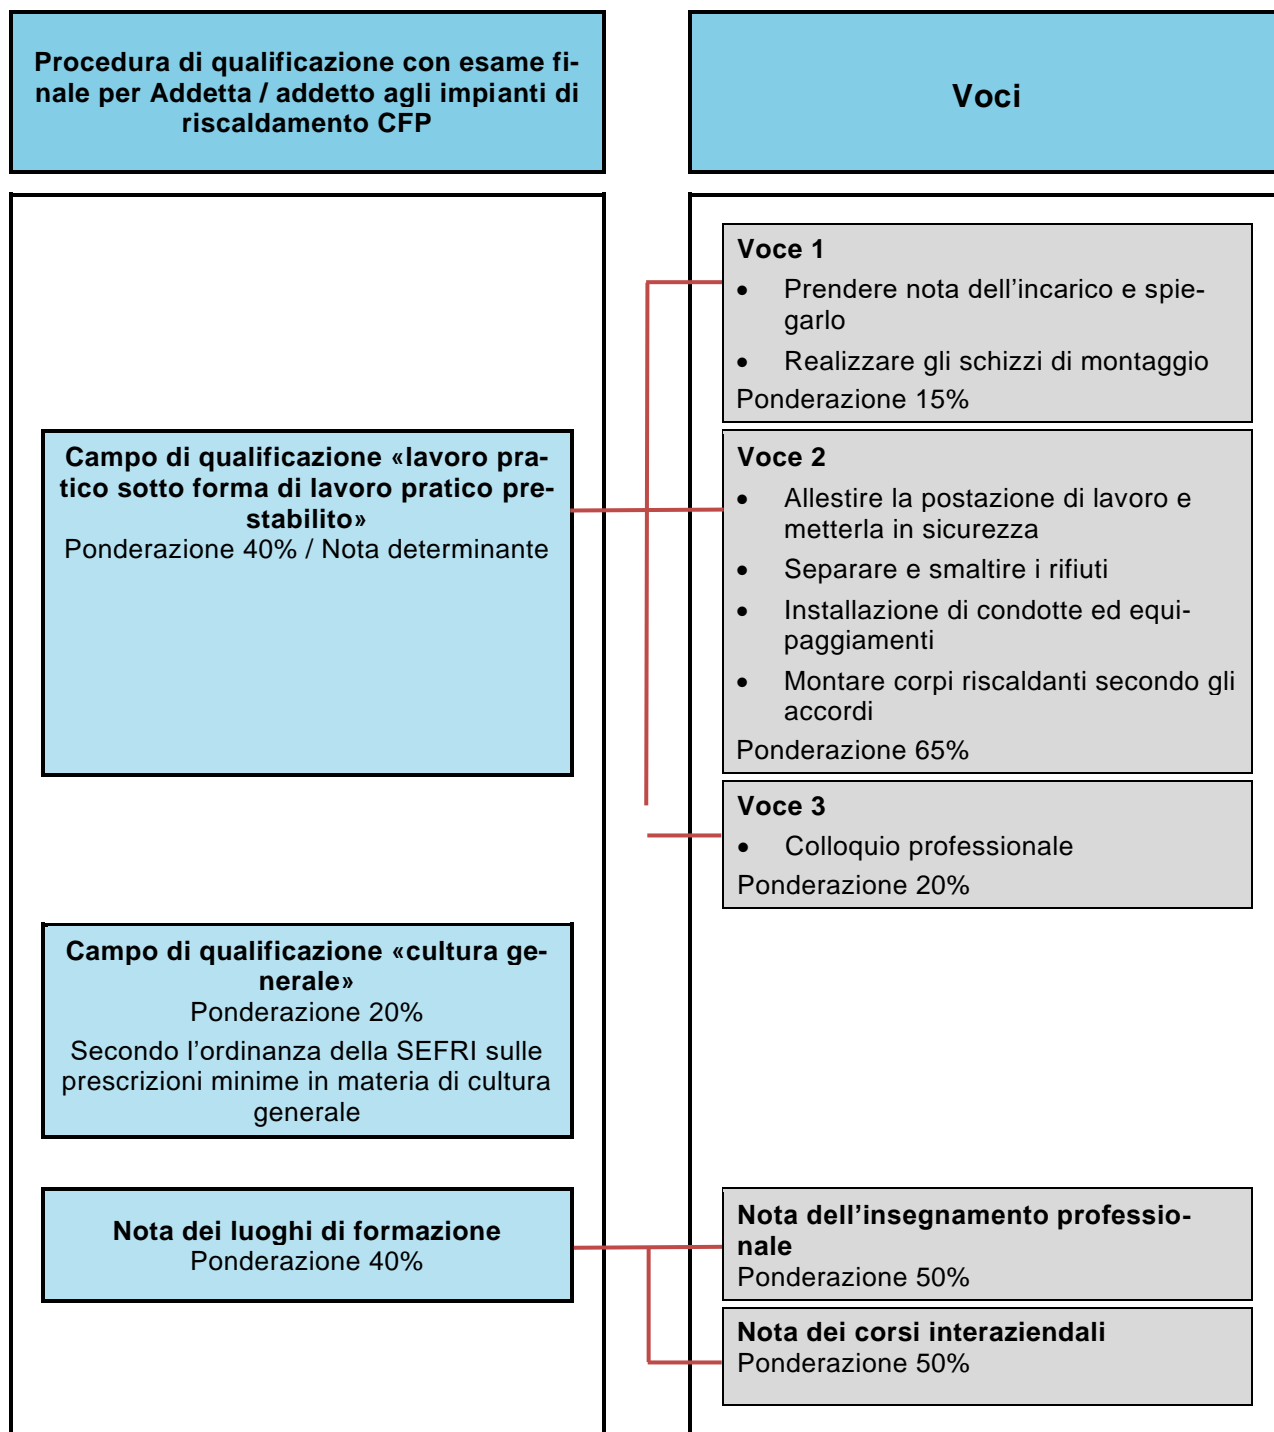 Procedura di qualificazione con esame fi-
nale per Addetta / addetto agli impianti di
riscaldamento CFP
Voci
Campo di qualificazione «lavoro pra-
tico sotto forma di lavoro pratico pre-
stabilito»
Ponderazione 40% / Nota determinante
Voce 1
• Prendere nota dell’incarico e spie-
garlo
• Realizzare gli schizzi di montaggio
Ponderazione 15%
Voce 2
• Allestire la postazione di lavoro e
metterla in sicurezza
• Separare e smaltire i rifiuti
• Installazione di condotte ed equi-
paggiamenti
• Montare corpi riscaldanti secondo gli
accordi
Ponderazione 65%
Voce 3
• Colloquio professionale
Ponderazione 20%
Campo di qualificazione «cultura ge-
nerale»
Ponderazione 20%
Secondo l’ordinanza della SEFRI sulle
prescrizioni minime in materia di cultura
generale
Nota dei luoghi di formazione
Ponderazione 40%
Nota dell’insegnamento professio-
nale
Ponderazione 50%
Nota dei corsi interaziendali
Ponderazione 50%